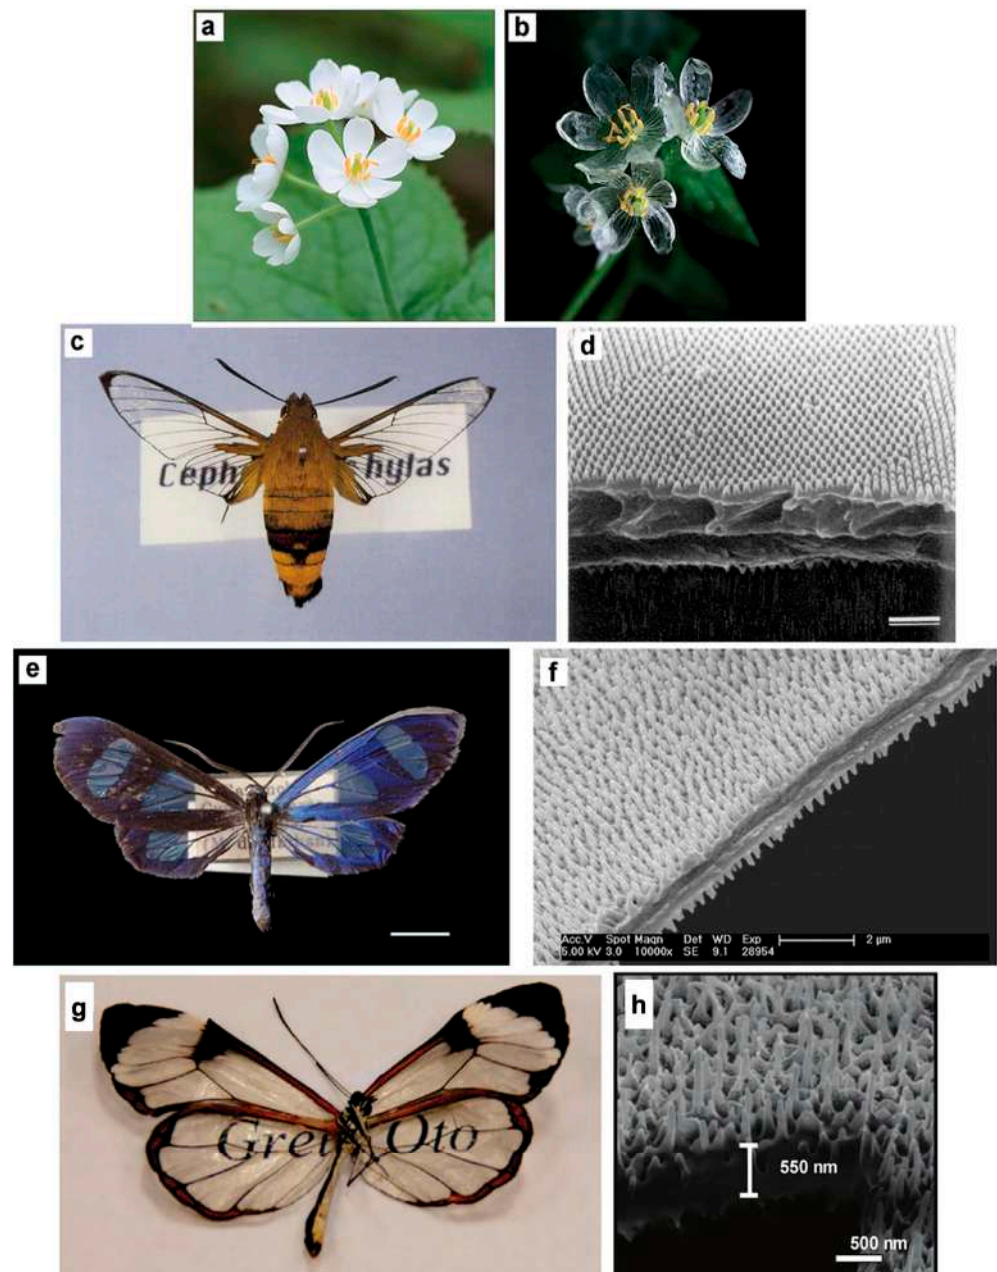 a
b
c
Ceph hylas
d
e
f
Acc.V Spot Magn Det WD Exp 2 µm
5.00 kV 3.0 10000x SE 9.1 28954
g
Greta Oto
h
550 nm
500 nm